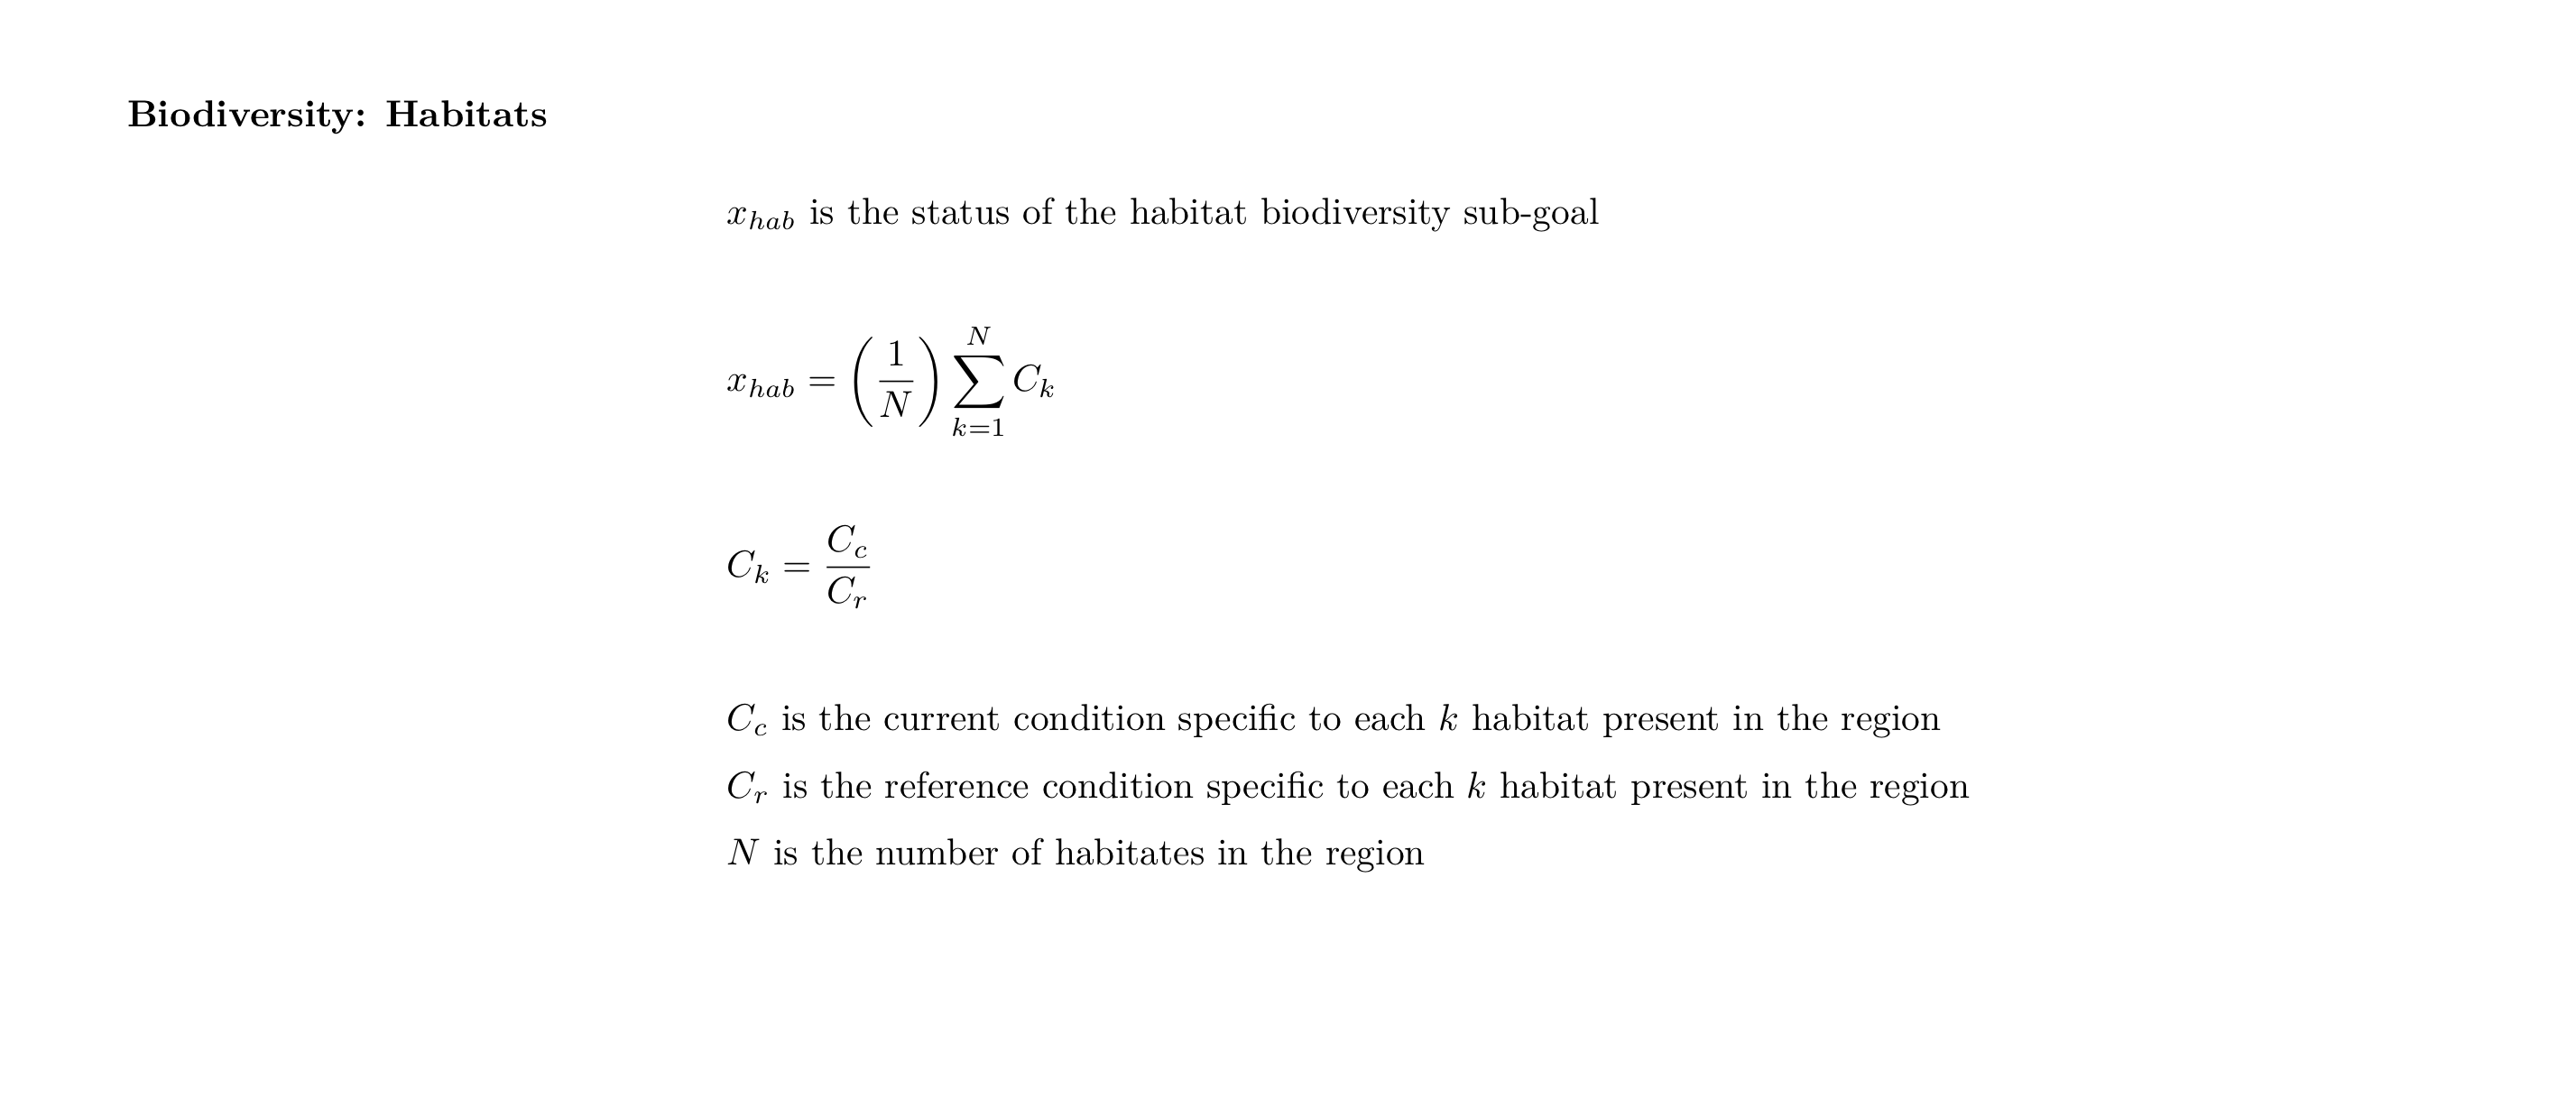 Biodiversity: Habitats
x_{hab} is the status of the habitat biodiversity sub-goal
x_{hab} = \left( \frac{1}{N} \right) \sum_{k=1}^{N} C_k
C_k = \frac{C_c}{C_r}
C_c is the current condition specific to each k habitat present in the region
C_r is the reference condition specific to each k habitat present in the region
N is the number of habitates in the region